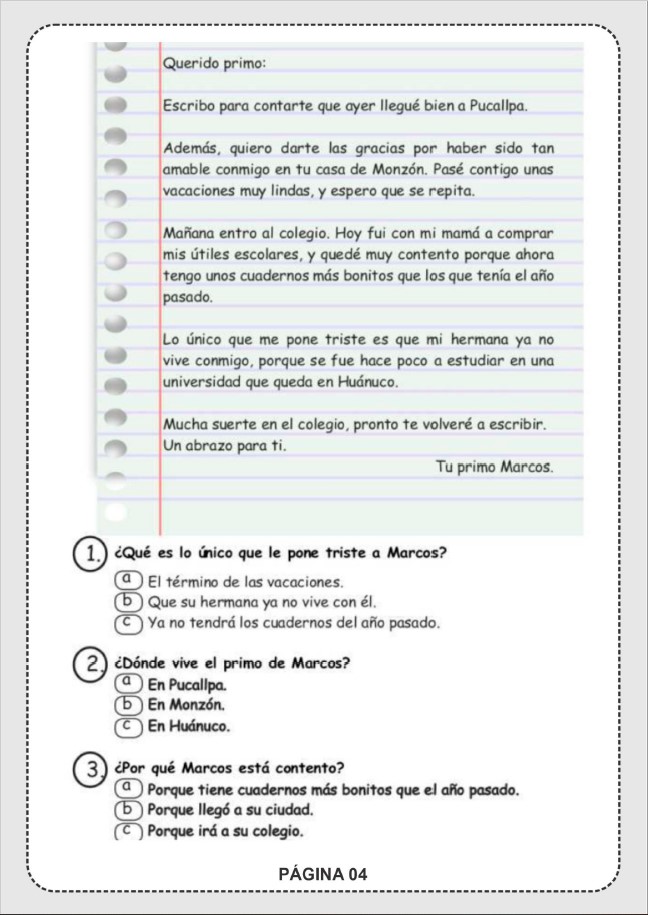 Querido primo:
Escribo para contarte que ayer llegué bien a Pucallpa.
Además, quiero darte las gracias por haber sido tan
amable conmigo en tu casa de Monzón. Pasé contigo unas
vacaciones muy lindas, y espero que se repita.
Mañana entro al colegio. Hoy fui con mi mamá a comprar
mis útiles escolares, y quedé muy contento porque ahora
tengo unos cuadernos más bonitos que los que tenía el año
pasado.
Lo único que me pone triste es que mi hermana ya no
vive conmigo, porque se fue hace poco a estudiar en una
universidad que queda en Huánuco.
Mucha suerte en el colegio, pronto te volveré a escribir.
Un abrazo para ti.
Tu primo Marcos.
1. ¿Qué es lo único que le pone triste a Marcos?
a El término de las vacaciones.
b Que su hermana ya no vive con él.
c Ya no tendrá los cuadernos del año pasado.
2. ¿Dónde vive el primo de Marcos?
a En Pucallpa.
b En Monzón.
c En Huánuco.
3. ¿Por qué Marcos está contento?
a Porque tiene cuadernos más bonitos que el año pasado.
b Porque llegó a su ciudad.
c Porque irá a su colegio.
PÁGINA 04